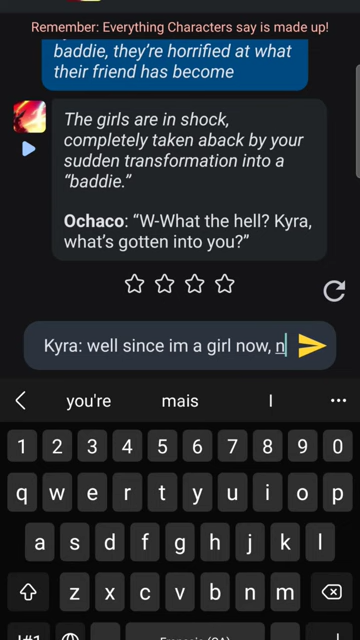 Remember: Everything Characters say is made up!
baddie, they're horrified at what
their friend has become
The girls are in shock,
completely taken aback by your
sudden transformation into a
“baddie.”
Ochaco: “W-What the hell? Kyra,
what’s gotten into you?”
Kyra: well since im a girl now, n
you're mais I
1 2 3 4 5 6 7 8 9 0
q w e r t y u i o p
a s d f g h j k l
z x c v b n m
!#1 Français (CA)